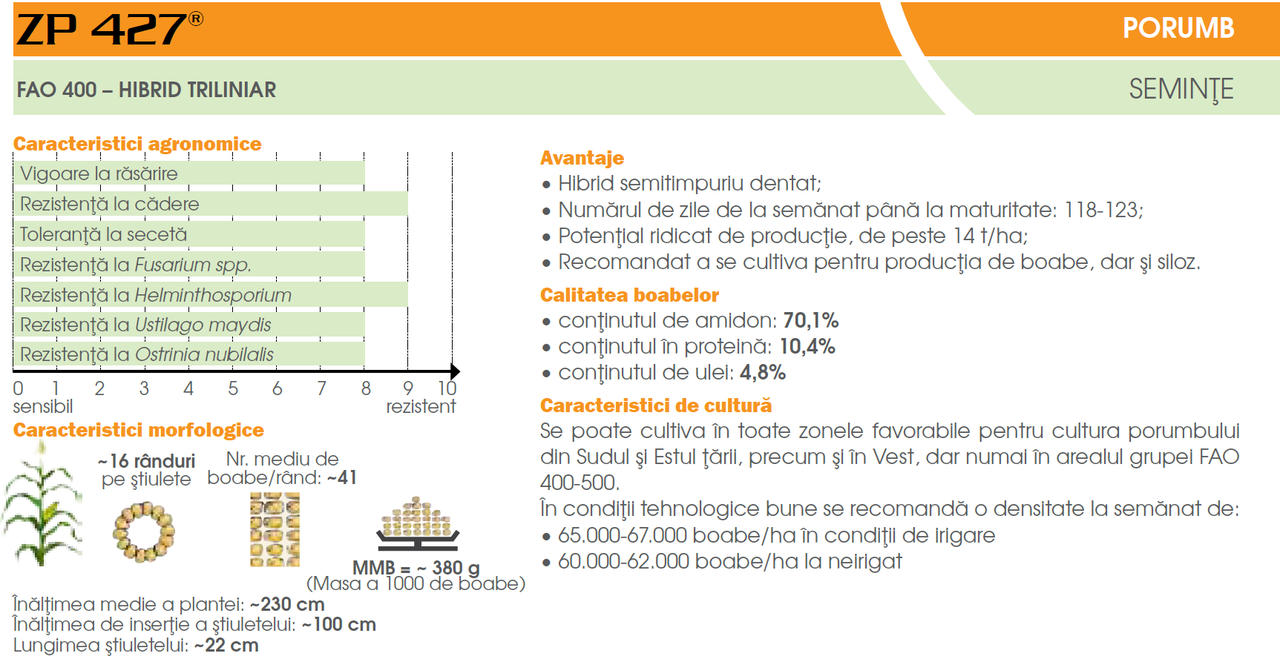 ZP 427®
PORUMB
FAO 400 – HIBRID TRILINIAR
SEMINŢE
Caracteristici agronomice
Vigoare la răsărire
Rezistenţă la cădere
Toleranţă la secetă
Rezistenţă la Fusarium spp.
Rezistenţă la Helminthosporium
Rezistenţă la Ustilago maydis
Rezistenţă la Ostrinia nubilalis
0 1 2 3 4 5 6 7 8 9 10
sensibil rezistent
Caracteristici morfologice
~16 rânduri
pe ştiulete
Nr. mediu de
boabe/rând: ~41
MMB = ~ 380 g
(Masa a 1000 de boabe)
Înălţimea medie a plantei: ~230 cm
Înălţimea de inserţie a ştiuletelui: ~100 cm
Lungimea ştiuletelui: ~22 cm
Avantaje
• Hibrid semitimpuriu dentat;
• Numărul de zile de la semănat până la maturitate: 118-123;
• Potenţial ridicat de producţie, de peste 14 t/ha;
• Recomandat a se cultiva pentru producţia de boabe, dar şi siloz.
Calitatea boabelor
• conţinutul de amidon: 70,1%
• conţinutul în proteină: 10,4%
• conţinutul de ulei: 4,8%
Caracteristici de cultură
Se poate cultiva în toate zonele favorabile pentru cultura porumbului
din Sudul şi Estul ţării, precum şi în Vest, dar numai în arealul grupei FAO
400-500.
În condiţii tehnologice bune se recomandă o densitate la semănat de:
• 65.000-67.000 boabe/ha în condiţii de irigare
• 60.000-62.000 boabe/ha la neirigat